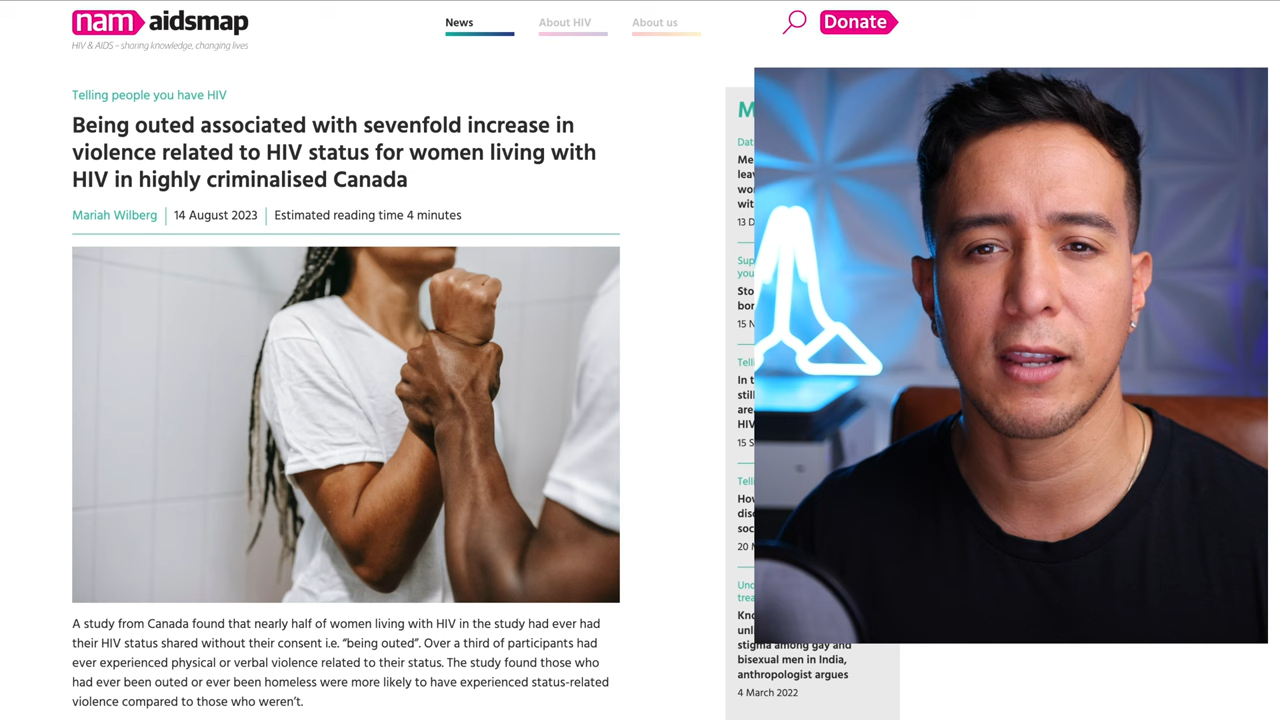 nam aidsmap
HIV & AIDS – sharing knowledge, changing lives
News
About HIV
About us
Donate
Telling people you have HIV
Being outed associated with sevenfold increase in
violence related to HIV status for women living with
HIV in highly criminalised Canada
Mariah Wilberg | 14 August 2023 | Estimated reading time 4 minutes
A study from Canada found that nearly half of women living with HIV in the study had ever had
their HIV status shared without their consent i.e. “being outed”. Over a third of participants had
ever experienced physical or verbal violence related to their status. The study found those who
had ever been outed or ever been homeless were more likely to have experienced status-related
violence compared to those who weren’t.
stigma among gay and
bisexual men in India,
anthropologist argues
4 March 2022